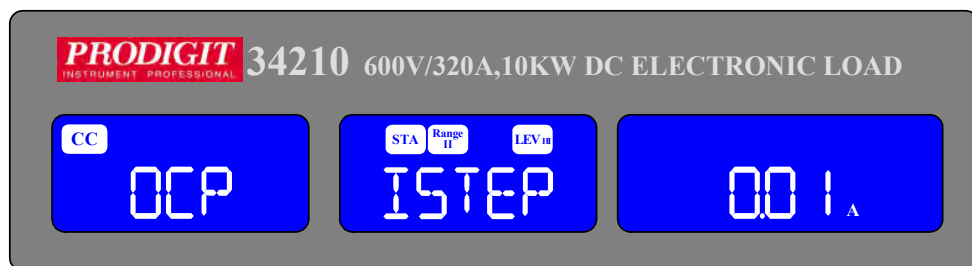 PRODIGIT
INSTRUMENT PROFESSIONAL
34210 600V/320A,10KW DC ELECTRONIC LOAD
CC
OCP
STA Range II LEV HI
ISTEP
0.01 A